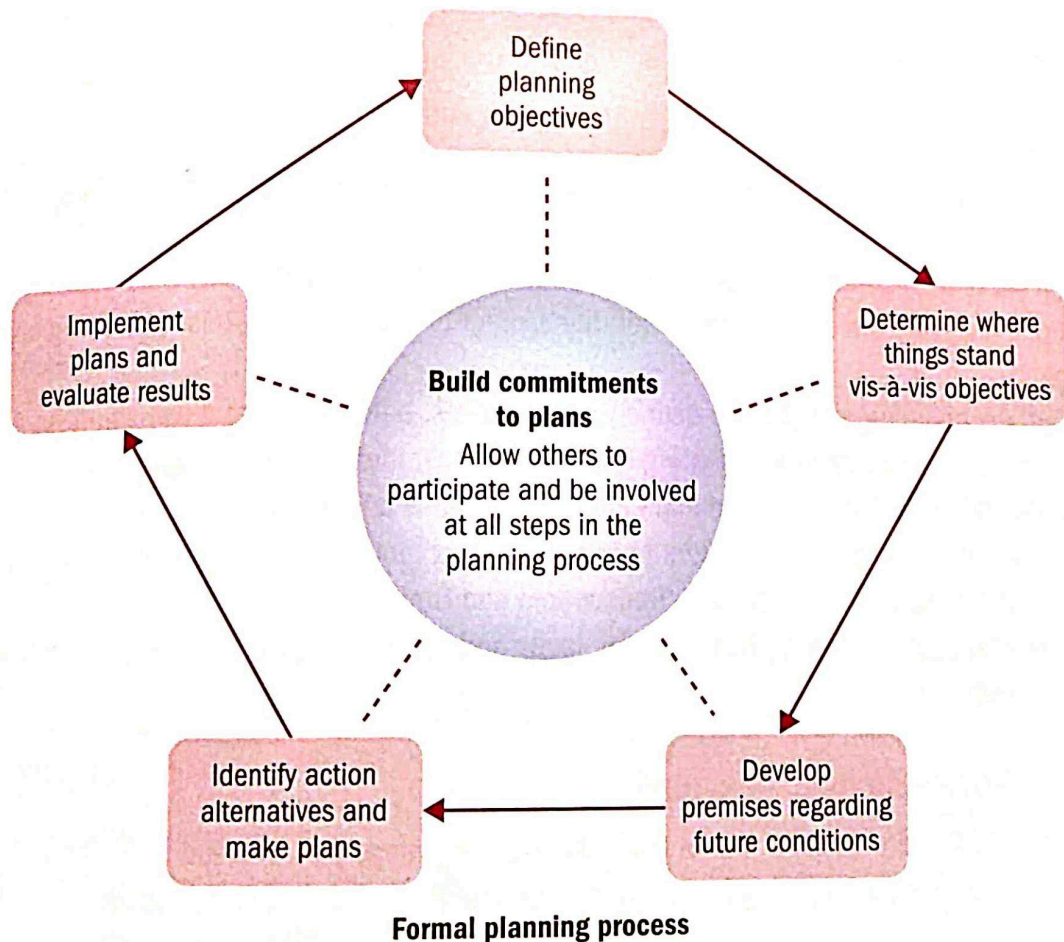 Define
planning
objectives
Determine where
things stand
vis-à-vis objectives
Develop
premises regarding
future conditions
Identify action
alternatives and
make plans
Implement
plans and
evaluate results
Build commitments
to plans
Allow others to
participate and be involved
at all steps in the
planning process
Formal planning process